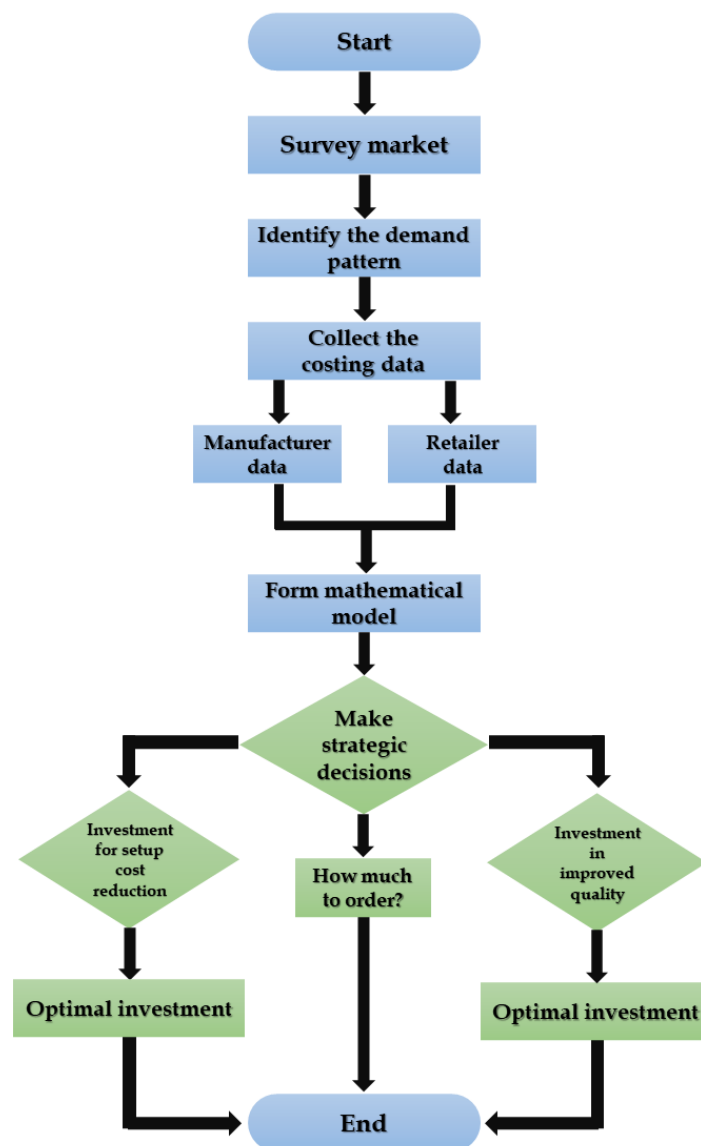 Start
Survey market
Identify the demand
pattern
Collect the
costing data
Manufacturer
data
Retailer
data
Form mathematical
model
Make
strategic
decisions
Investment
for setup
cost
reduction
How much
to order?
Investment
in
improved
quality
Optimal investment
Optimal investment
End